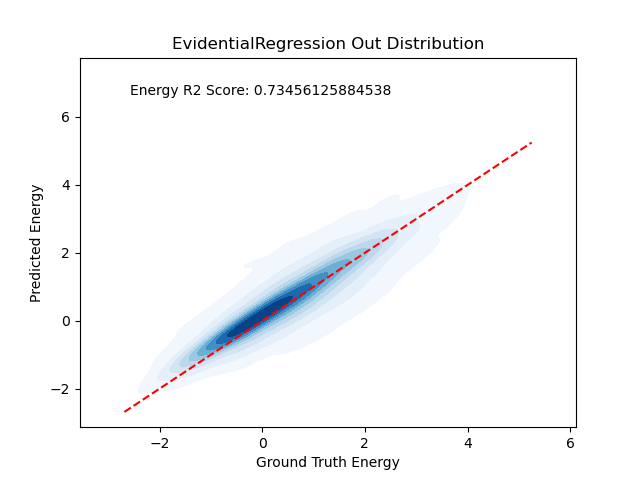 EvidentialRegression Out Distribution
Energy R2 Score: 0.73456125884538
Predicted Energy
6
4
2
0
−2
−2 0 2 4 6
Ground Truth Energy